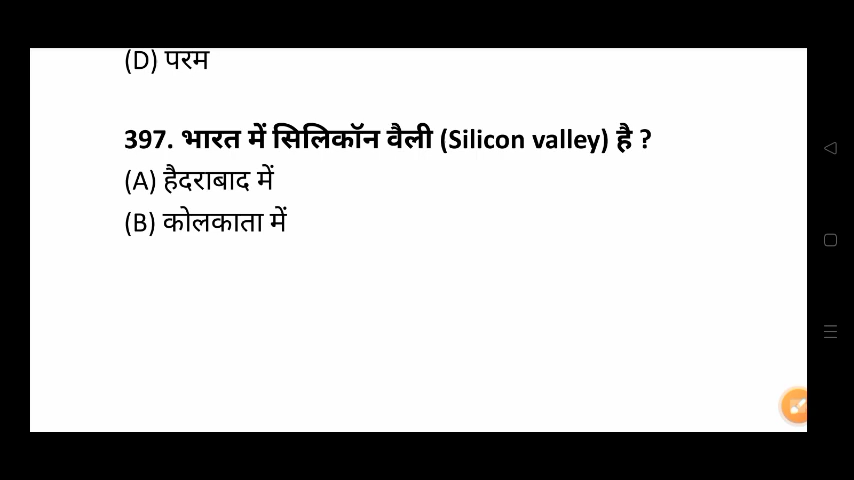 (D) परम
397. भारत में सिलिकॉन वैली (Silicon valley) है ?
(A) हैदराबाद में
(B) कोलकाता में